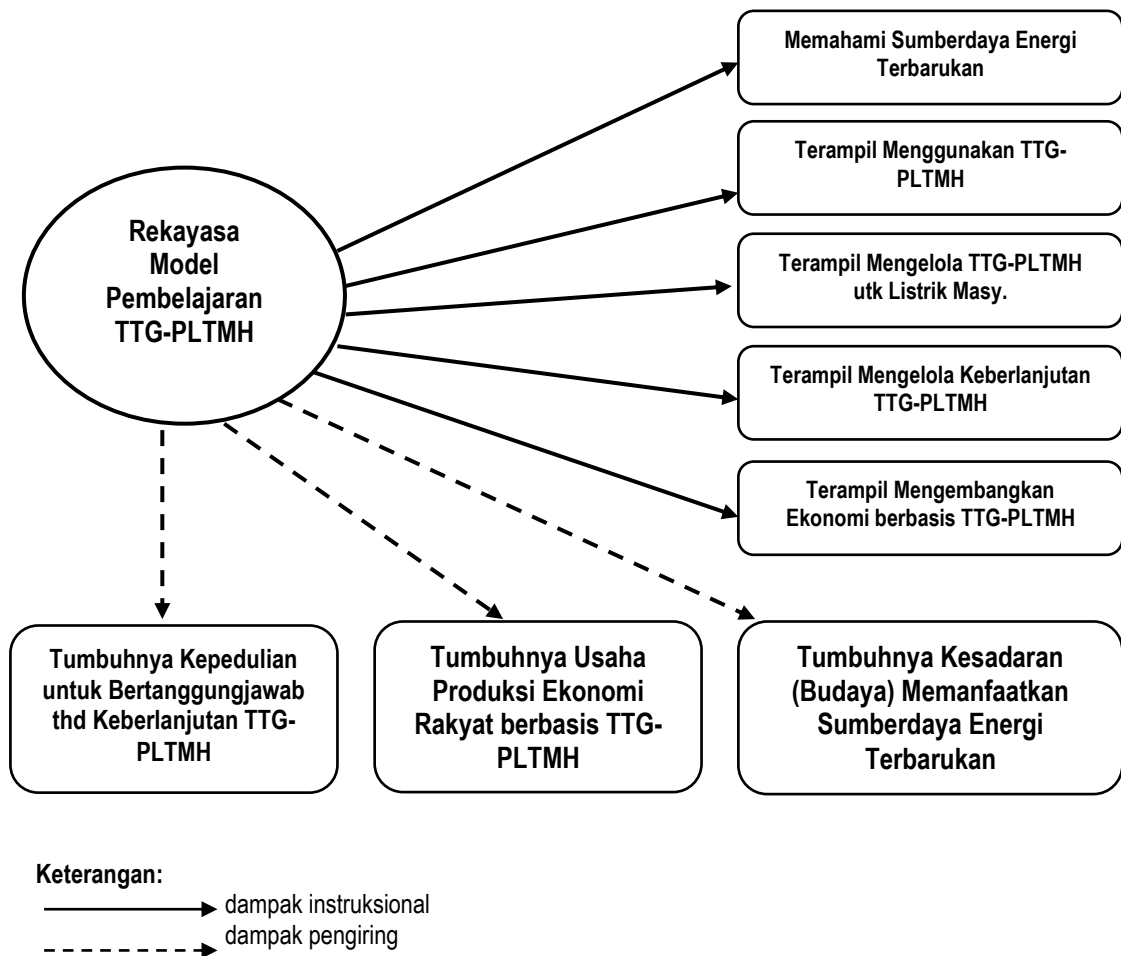 Memahami Sumberdaya Energi
Terbarukan
Terampil Menggunakan TTG-
PLTMH
Rekayasa
Model
Pembelajaran
TTG-PLTMH
Terampil Mengelola TTG-PLTMH
utk Listrik Masy.
Terampil Mengelola Keberlanjutan
TTG-PLTMH
Terampil Mengembangkan
Ekonomi berbasis TTG-PLTMH
Tumbuhnya Kepedulian
untuk Bertanggungjawab
thd Keberlanjutan TTG-
PLTMH
Tumbuhnya Usaha
Produksi Ekonomi
Rakyat berbasis TTG-
PLTMH
Tumbuhnya Kesadaran
(Budaya) Memanfaatkan
Sumberdaya Energi
Terbarukan
Keterangan:
dampak instruksional
dampak pengiring